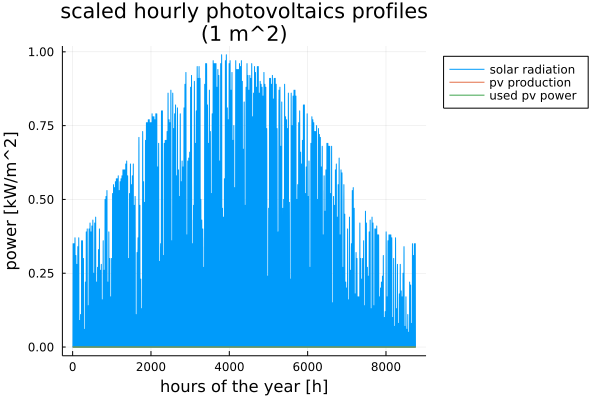 scaled hourly photovoltaics profiles
(1 m^2)
solar radiation
pv production
used pv power
power [kW/m^2]
1.00
0.75
0.50
0.25
0.00
0
2000
4000
6000
8000
hours of the year [h]